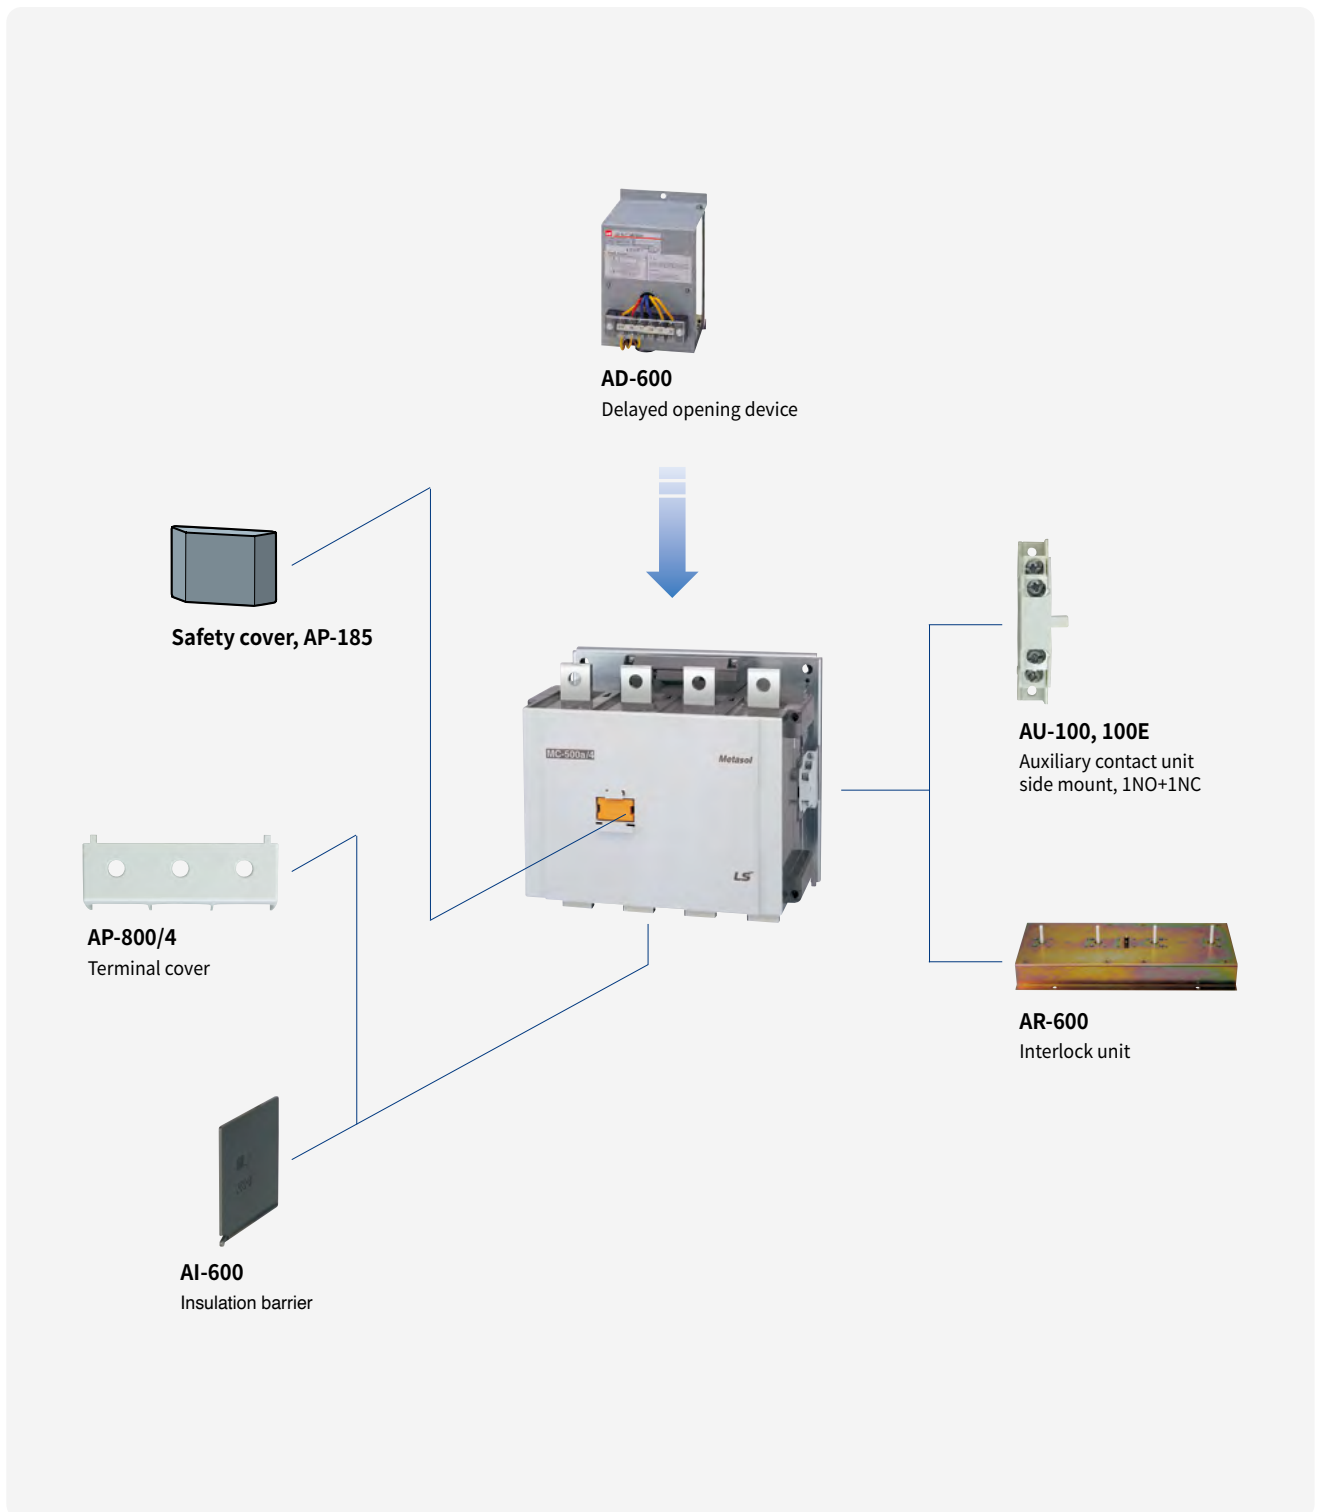 AD-600
Delayed opening device
Safety cover, AP-185
AU-100, 100E
Auxiliary contact unit
side mount, 1NO+1NC
MC-500a/4
Metasol
LS
AP-800/4
Terminal cover
AR-600
Interlock unit
AI-600
Insulation barrier